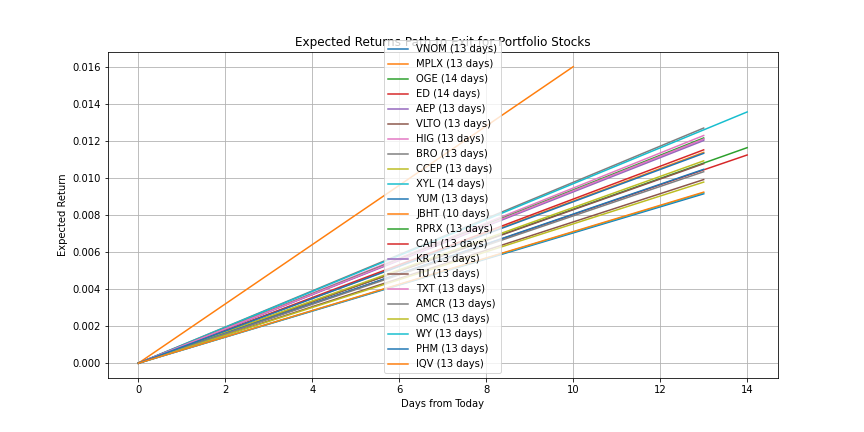 Expected Returns Path to Exit for Portfolio Stocks
VNOM (13 days)
MPLX (13 days)
OGE (14 days)
ED (14 days)
AEP (13 days)
VLTO (13 days)
HIG (13 days)
BRO (13 days)
CCEP (13 days)
XYL (14 days)
YUM (13 days)
JBHT (10 days)
RPRX (13 days)
CAH (13 days)
KR (13 days)
TU (13 days)
TXT (13 days)
AMCR (13 days)
OMC (13 days)
WY (13 days)
PHM (13 days)
IQV (13 days)
Expected Return
0.016
0.014
0.012
0.010
0.008
0.006
0.004
0.002
0.000
0 2 4 6 8 10 12 14
Days from Today